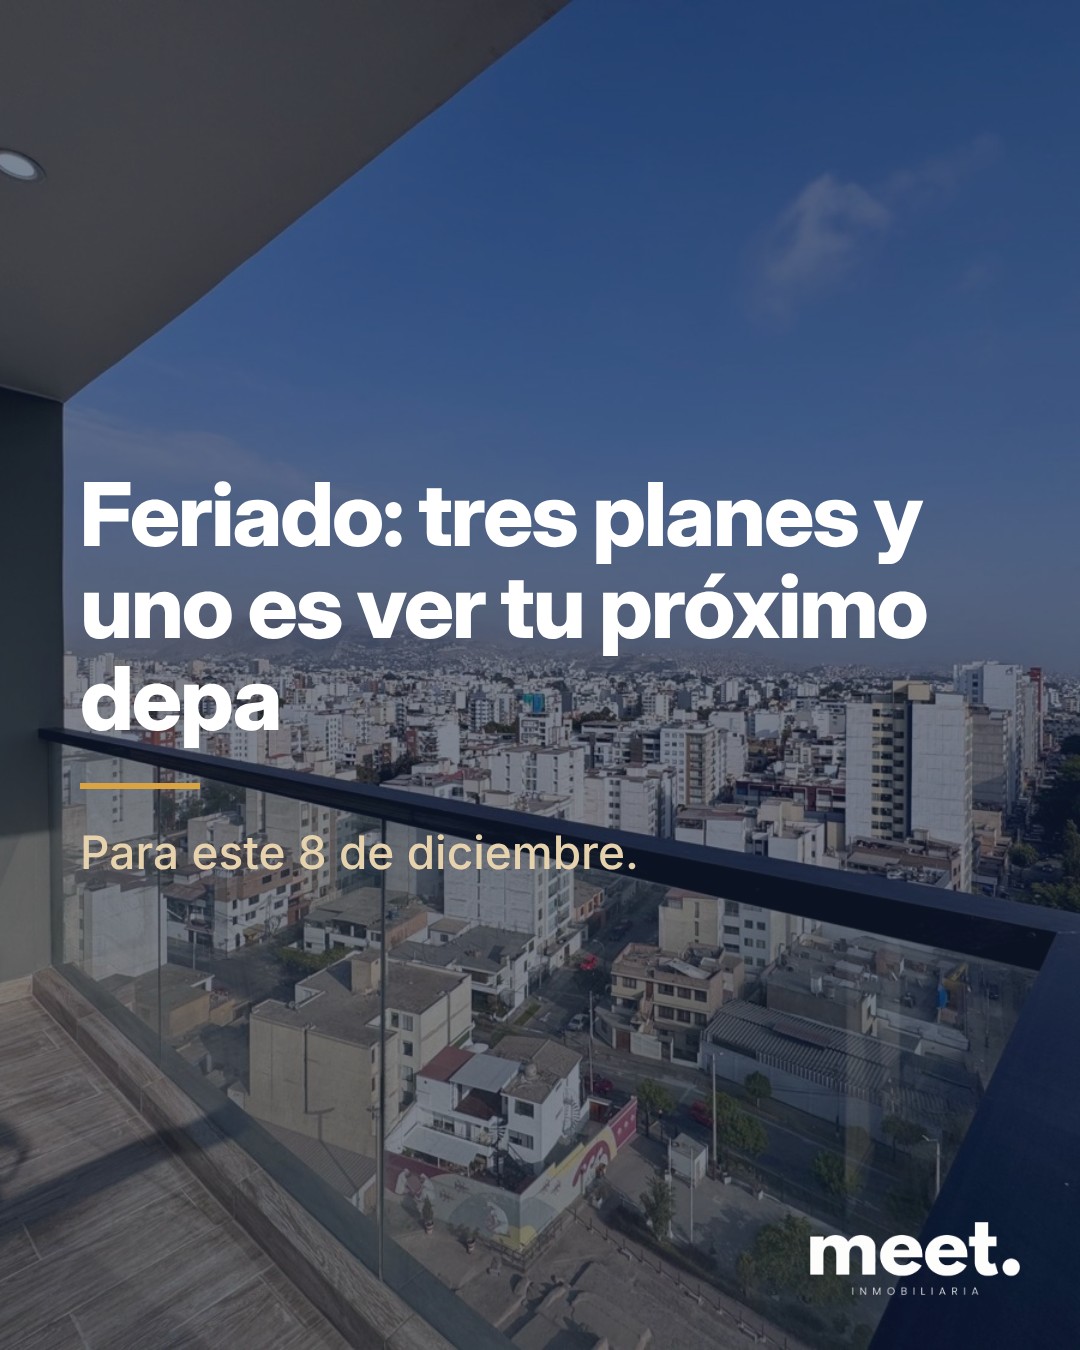 Feriado: tres planes y
uno es ver tu próximo
depa
Para este 8 de diciembre.
meet.
INMOBILIARIA